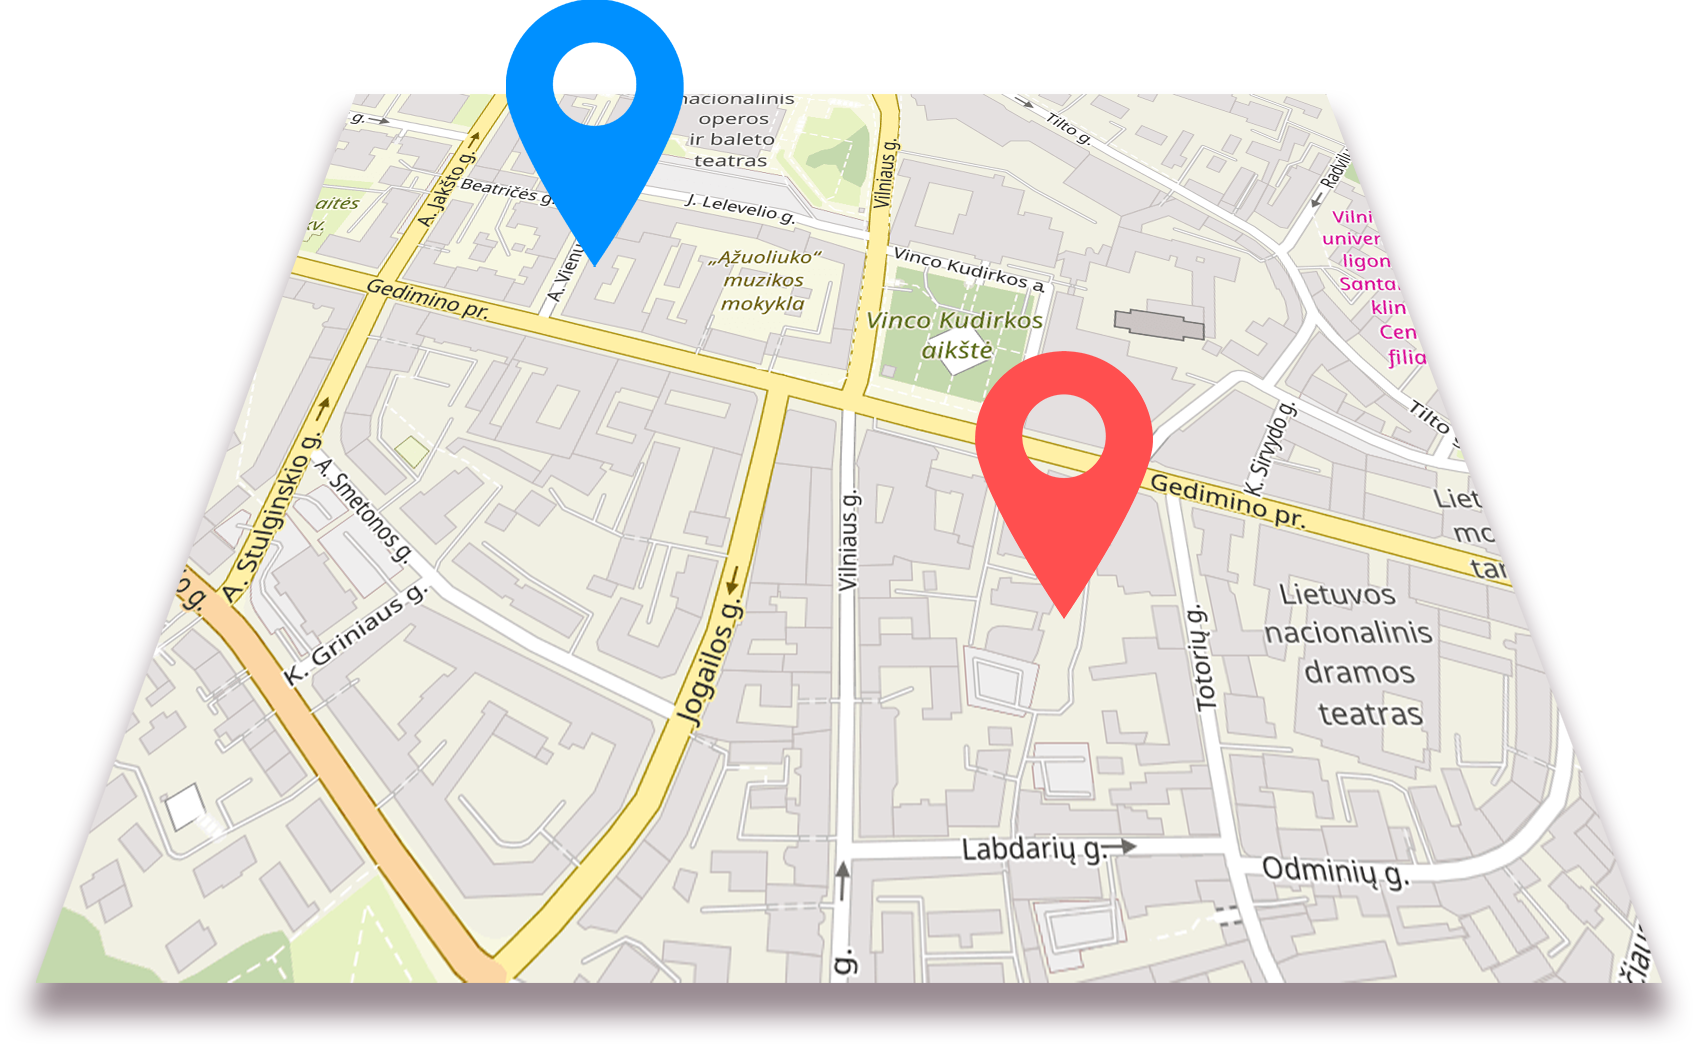 nacionalinis
operos
ir baleto
teatras
g.
Tilto g.
A. Jakšto g.
Beatričės g.
J. Lelevelio g.
Vilniaus g.
aitės
kv.
A. Vienu
„Ąžuoliuko“
muzikos
mokykla
Vinco Kudirkos a.
Vinco Kudirkos
aikštė
Vilni
univer
ligon
Santa
klin
Cen
filia
Gedimino pr.
Tilto g.
K. Sirvydo g.
A. Stulginskio g.
A. Smetonos g.
Vilniaus g.
Gedimino pr.
Liet
mo
tar
o g.
K. Griniaus g.
Jogailos g.
Totorių g.
Lietuvos
nacionalinis
dramos
teatras
Labdarių g.
Odminių g.
g.